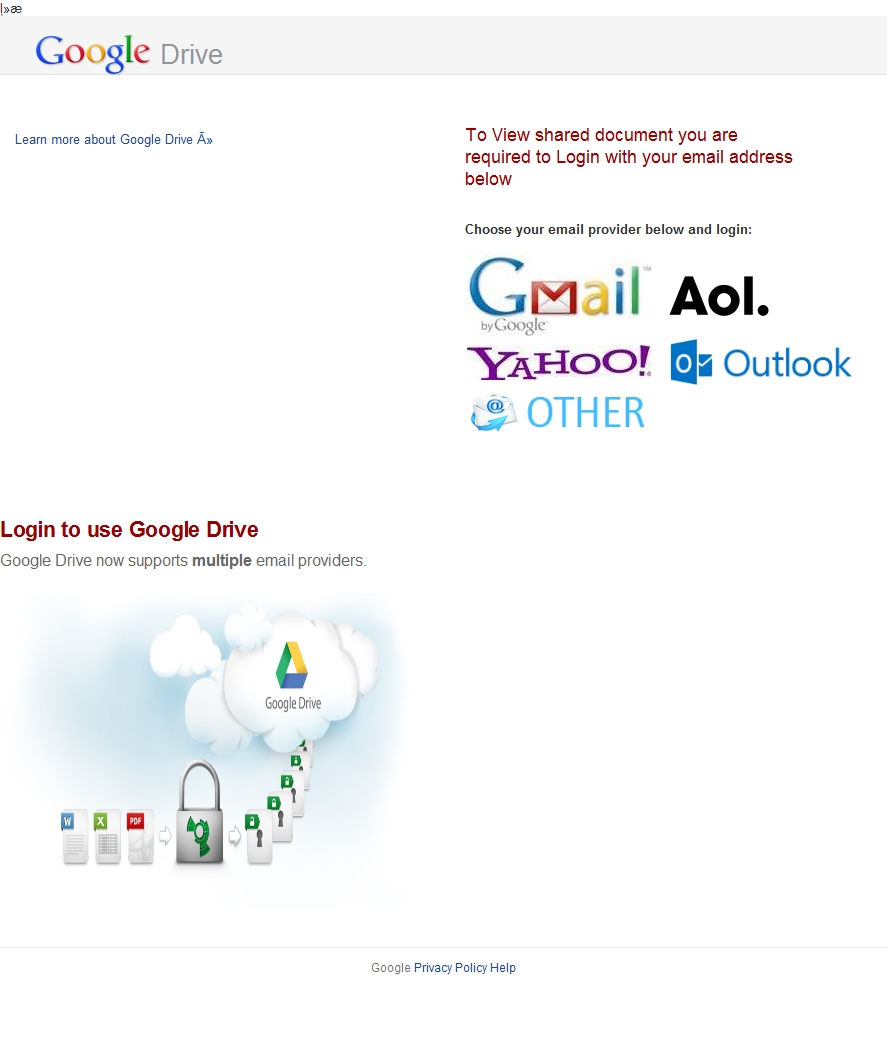 ļ»æ
Google Drive
Learn more about Google Drive Ā»
To View shared document you are
required to Login with your email address
below
Choose your email provider below and login:
Gmail™
by Google™
Aol.
YAHOO!
Outlook
OTHER
Login to use Google Drive
Google Drive now supports multiple email providers.
Google Drive
W
X
PDF
Google Privacy Policy Help